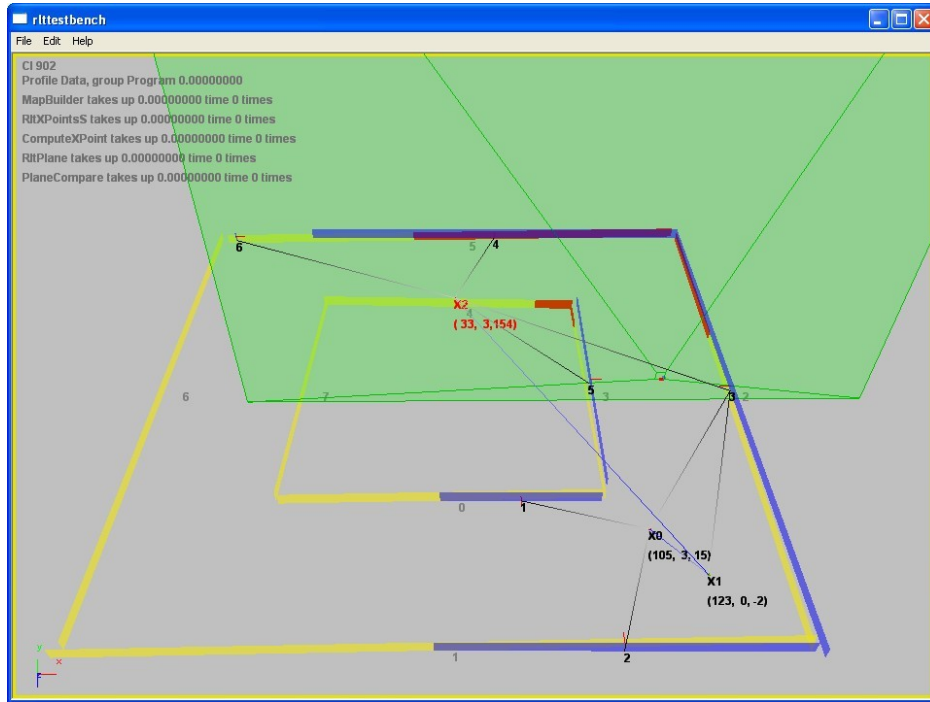 rlttestbench
File Edit Help
CI 902
Profile Data, group Program 0.00000000
MapBuilder takes up 0.00000000 time 0 times
RltXPointsS takes up 0.00000000 time 0 times
ComputeXPoint takes up 0.00000000 time 0 times
RltPlane takes up 0.00000000 time 0 times
PlaneCompare takes up 0.00000000 time 0 times
6
5
4
X2
4
( 33, 3,154)
6
7
5
3
3
2
0
1
X0
(105, 3, 15)
X1
(123, 0, -2)
1
2
y
x
z